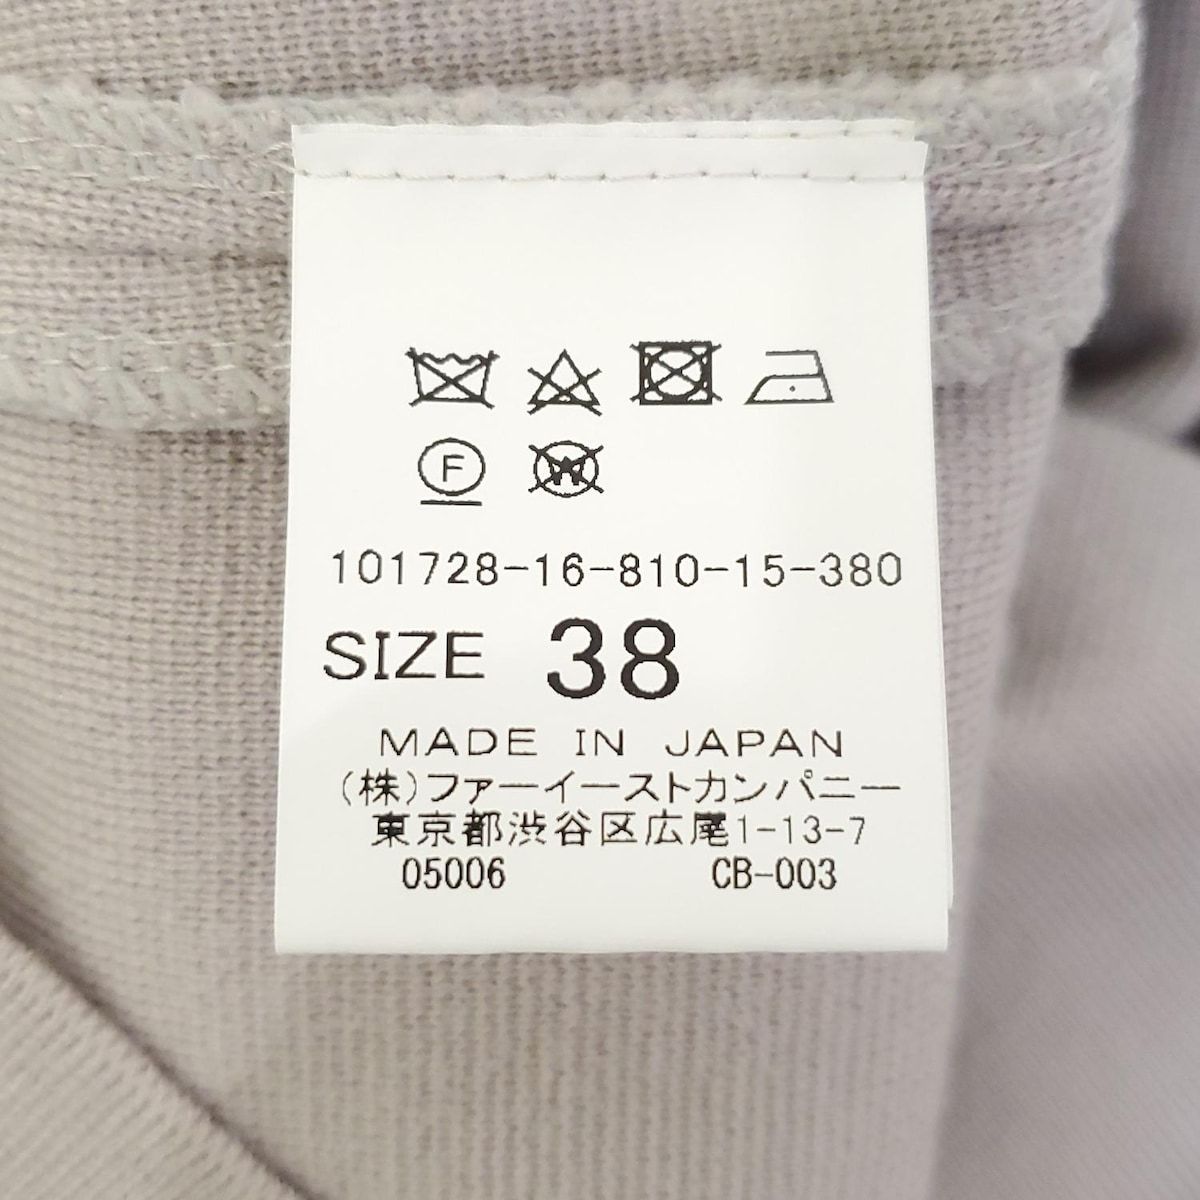 F
W
101728-16-810-15-380
SIZE 38
MADE IN JAPAN
(株)ファーイーストカンパニー
東京都渋谷区広尾1-13-7
05006 CB-003